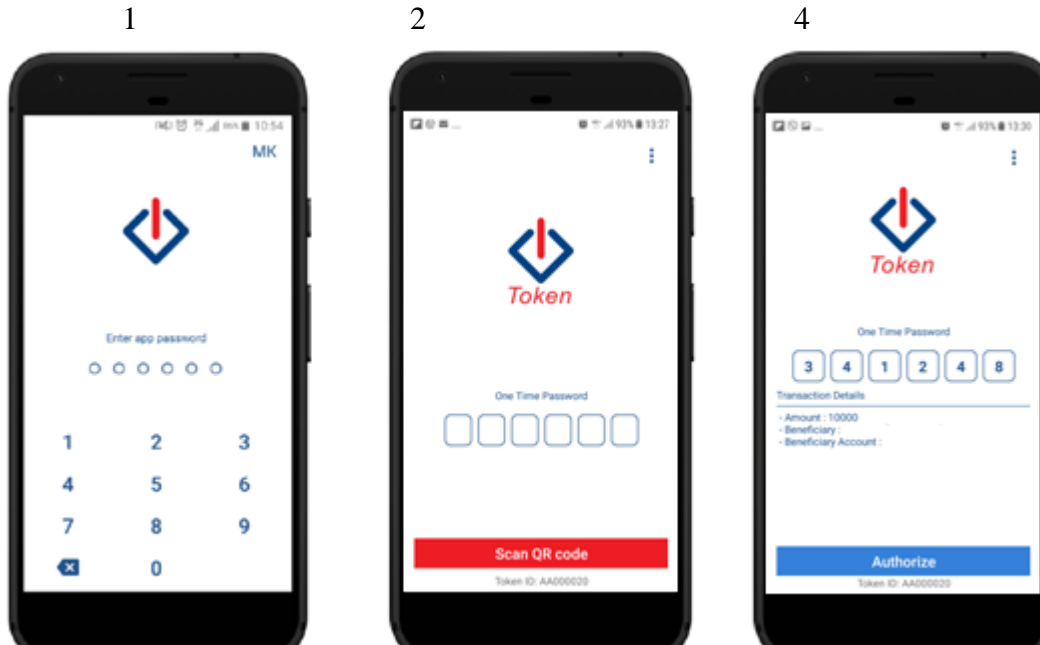 1
2
4
10:54
MK
Enter app password
1 2 3
4 5 6
7 8 9
0
93% 13:27
Token
One Time Password
Scan QR code
Token ID: AA000020
93% 13:30
Token
One Time Password
3 4 1 2 4 8
Transaction Details
- Amount : 10000
- Beneficiary :
- Beneficiary Account :
Authorize
Token ID: AA000020